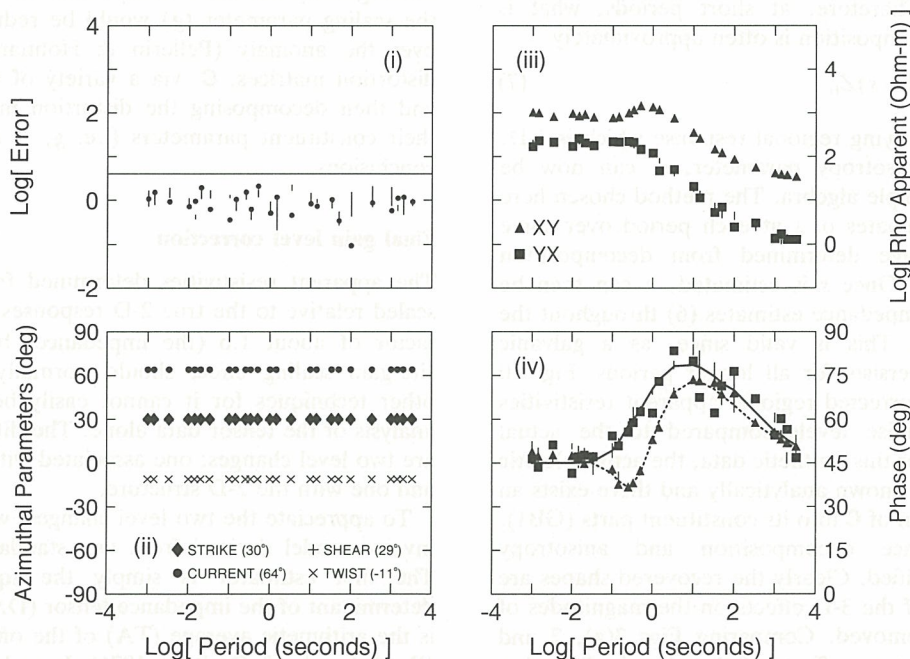 Log[ Error ]
4
2
0
-2
(i)
(iii)
XY
YX
4
2
0
Log[ Rho Apparent (Ohm-m) ]
Azimuthal Parameters (deg)
90
60
30
0
-30
-60
-90
(ii)
STRIKE (30°)
SHEAR (29°)
CURRENT (64°)
TWIST (-11°)
(iv)
90
75
60
45
30
15
0
Phase (deg)
-4 -2 0 2 4
-4 -2 0 2 4
Log[ Period (seconds) ]
Log[ Period (seconds) ]